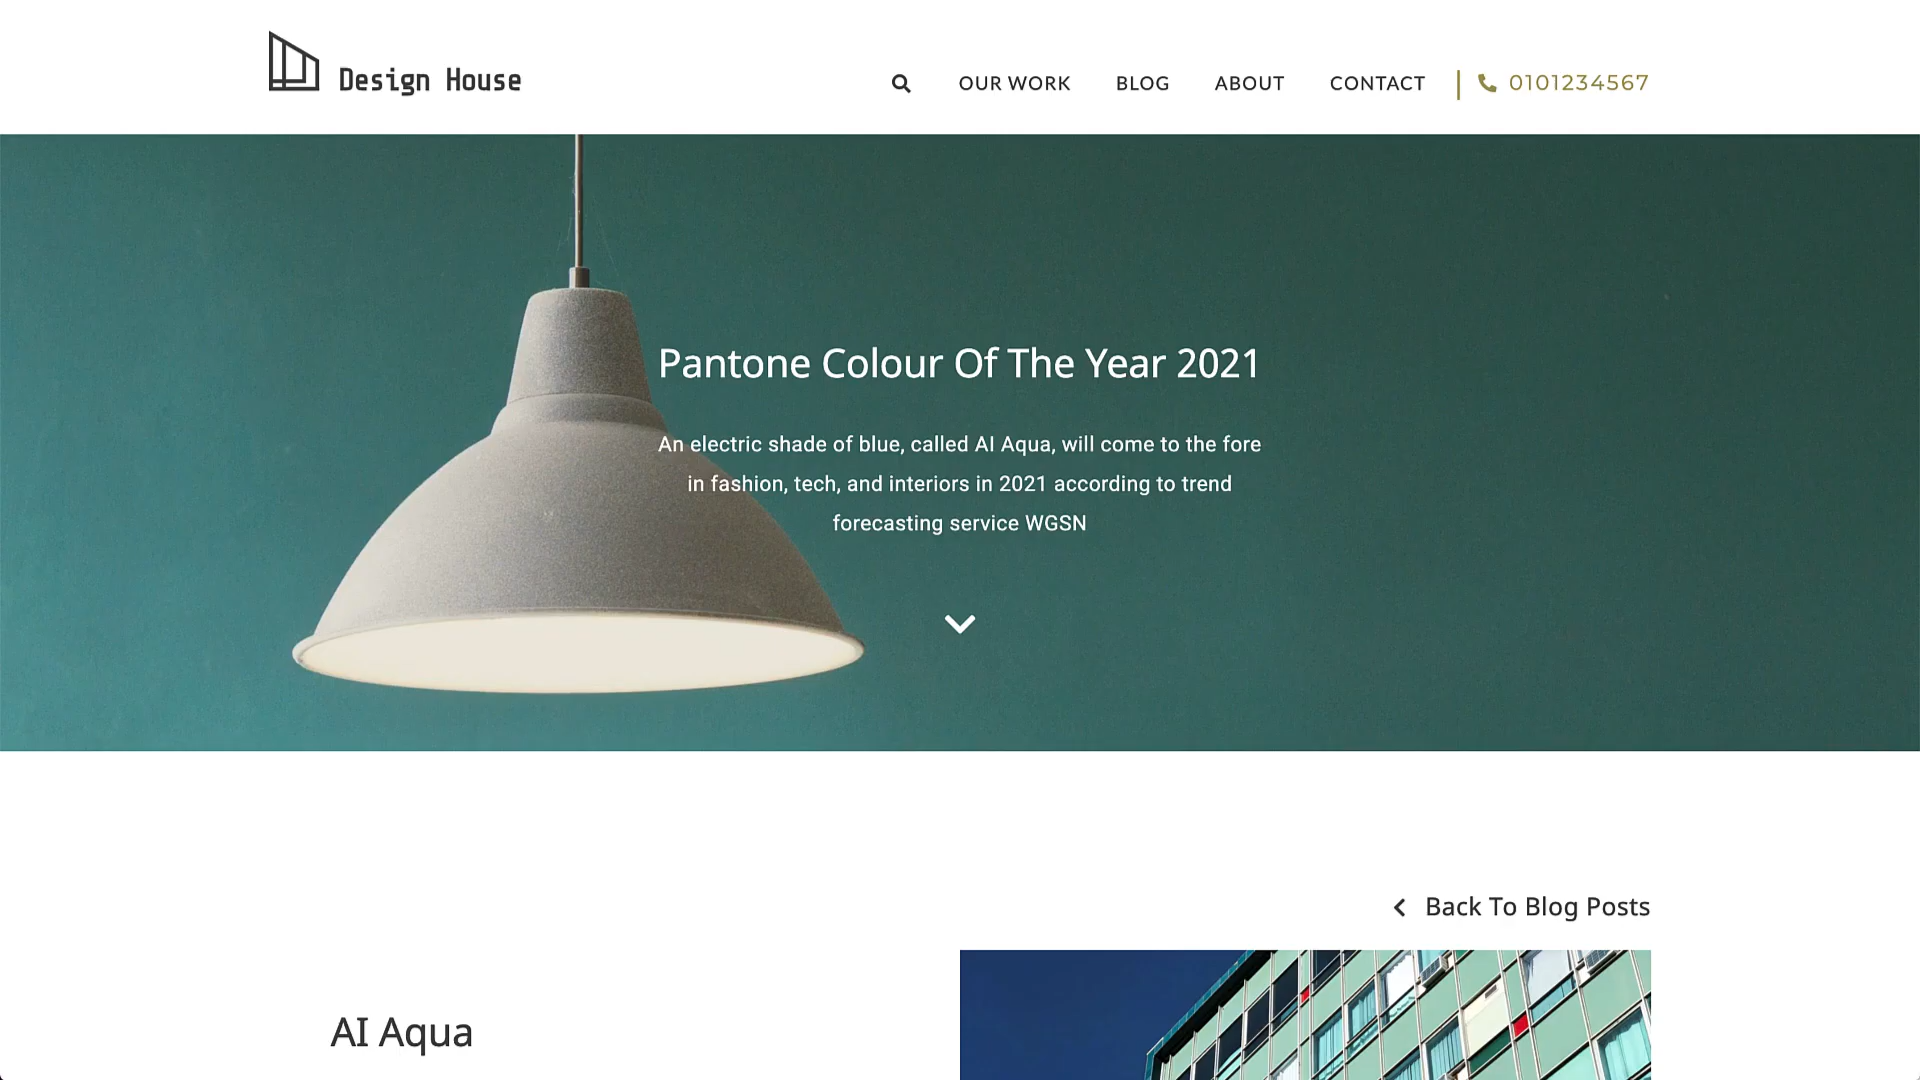 Design House
OUR WORK
BLOG
ABOUT
CONTACT
0101234567
Pantone Colour Of The Year 2021
An electric shade of blue, called AI Aqua, will come to the fore
in fashion, tech, and interiors in 2021 according to trend
forecasting service WGSN
Back To Blog Posts
AI Aqua